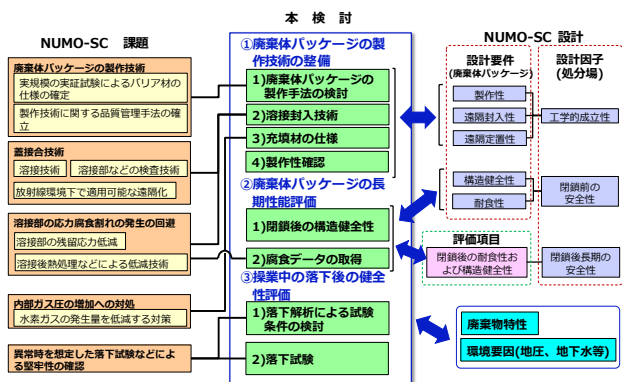 本 検 討
NUMO-SC 課題
NUMO-SC 設計
廃棄体パッケージの製作技術
実規模の実証試験によるバリア材の
仕様の確定
製作技術に関する品質管理手法の確
立
蓋接合技術
溶接技術
溶接部などの検査技術
放射線環境下で適用可能な遠隔化
溶接部の応力腐食割れの発生の回避
溶接部の残留応力低減
溶接後熱処理などによる低減技術
内部ガス圧の増加への対処
水素ガスの発生量を低減する対策
異常時を想定した落下試験などによ
る堅牢性の確認
①廃棄体パッケージの製
作技術の整備
1)廃棄体パッケージの
製作手法の検討
2)溶接封入技術
3)充填材の仕様
4)製作性確認
②廃棄体パッケージの長
期性能評価
1)閉鎖後の構造健全性
2)腐食データの取得
③操業中の落下後の健全
性評価
1)落下解析による試験
条件の検討
2)落下試験
設計要件
(廃棄体パッケージ)
製作性
遠隔封入性
遠隔定置性
構造健全性
耐食性
設計因子
(処分場)
工学的成立性
閉鎖前の
安全性
評価項目
閉鎖後の耐食性お
よび構造健全性
閉鎖後長期の
安全性
廃棄物特性
環境要因(地圧、地下水等)